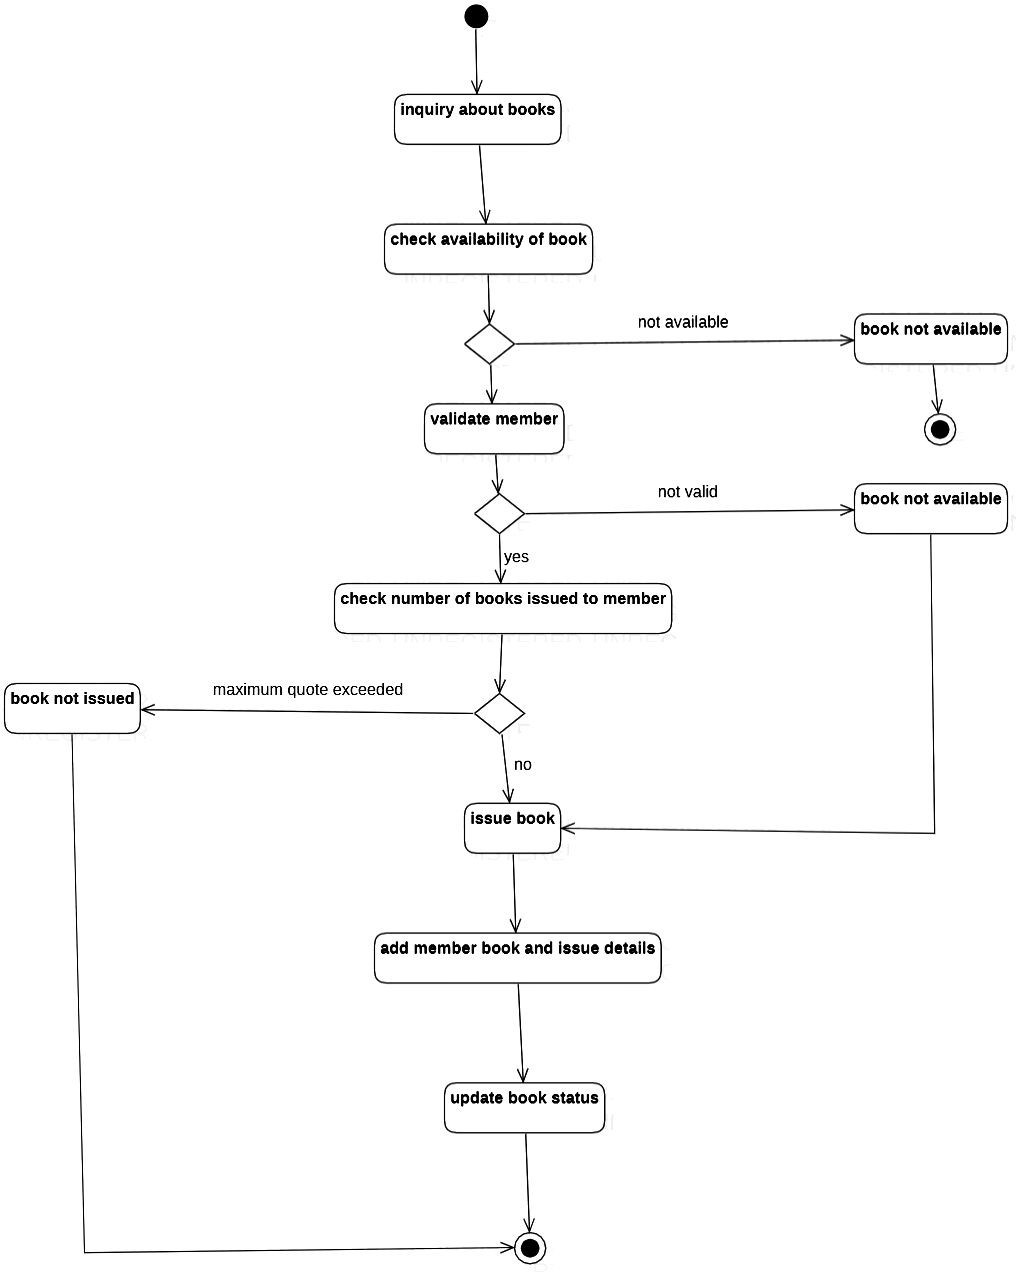 inquiry about books
check availability of book
not available
book not available
validate member
not valid
book not available
yes
check number of books issued to member
maximum quote exceeded
book not issued
no
issue book
add member book and issue details
update book status